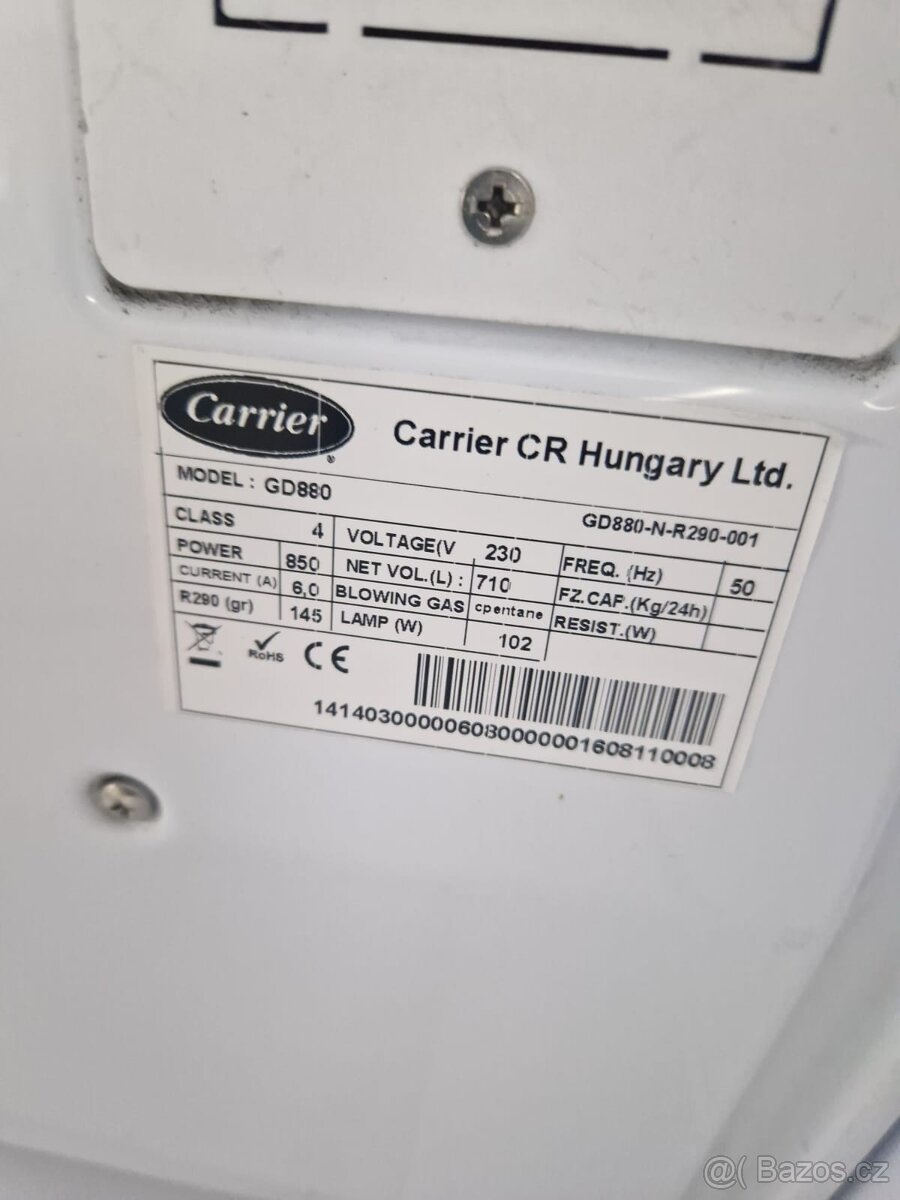 Carrier
®
Carrier CR Hungary Ltd.
MODEL : GD880
GD880-N-R290-001
CLASS 4 VOLTAGE(V 230 FREQ. (Hz) 50
POWER 850 NET VOL.(L) : 710 FZ.CAP.(Kg/24h)
CURRENT (A) 6,0 BLOWING GAS cpentane RESIST.(W)
R290 (gr) 145 LAMP (W) 102
RoHS CE
141403000006080000001608110008
@( Bazos.cz